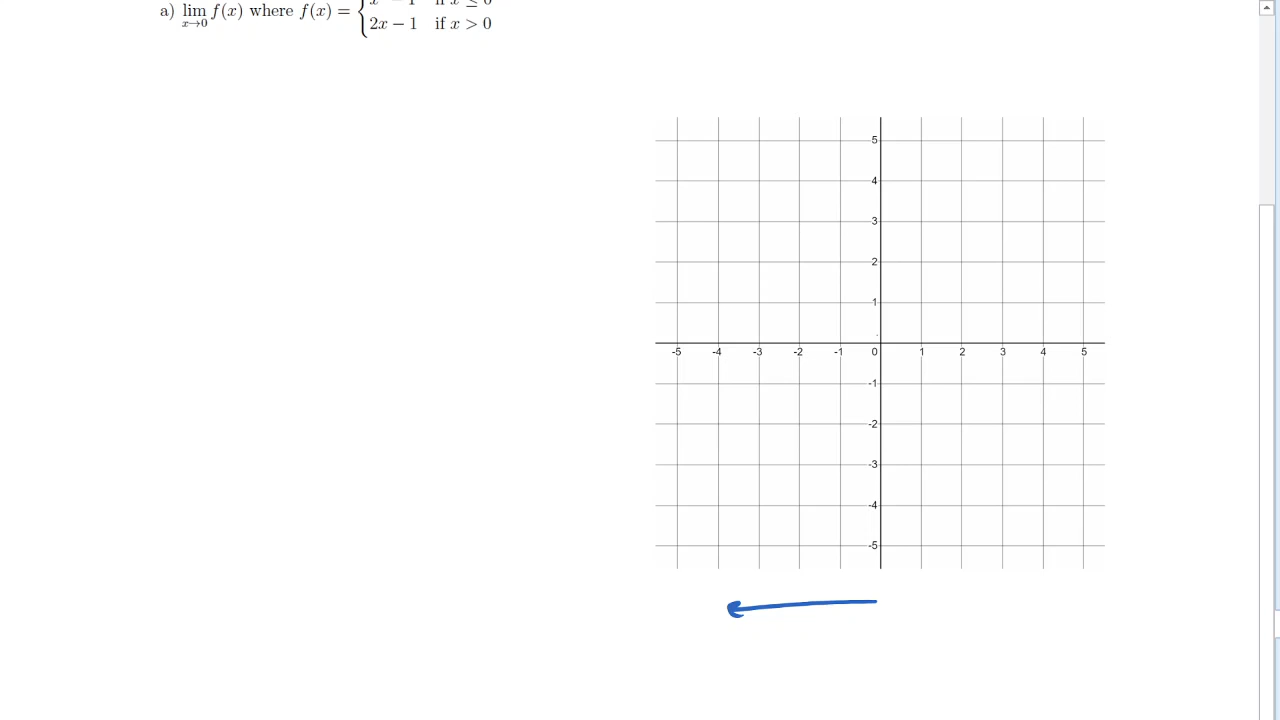 a) lim f(x) where f(x) = {
x→0
2x − 1 if x > 0
5
4
3
2
1
-5 -4 -3 -2 -1 0 1 2 3 4 5
-1
-2
-3
-4
-5